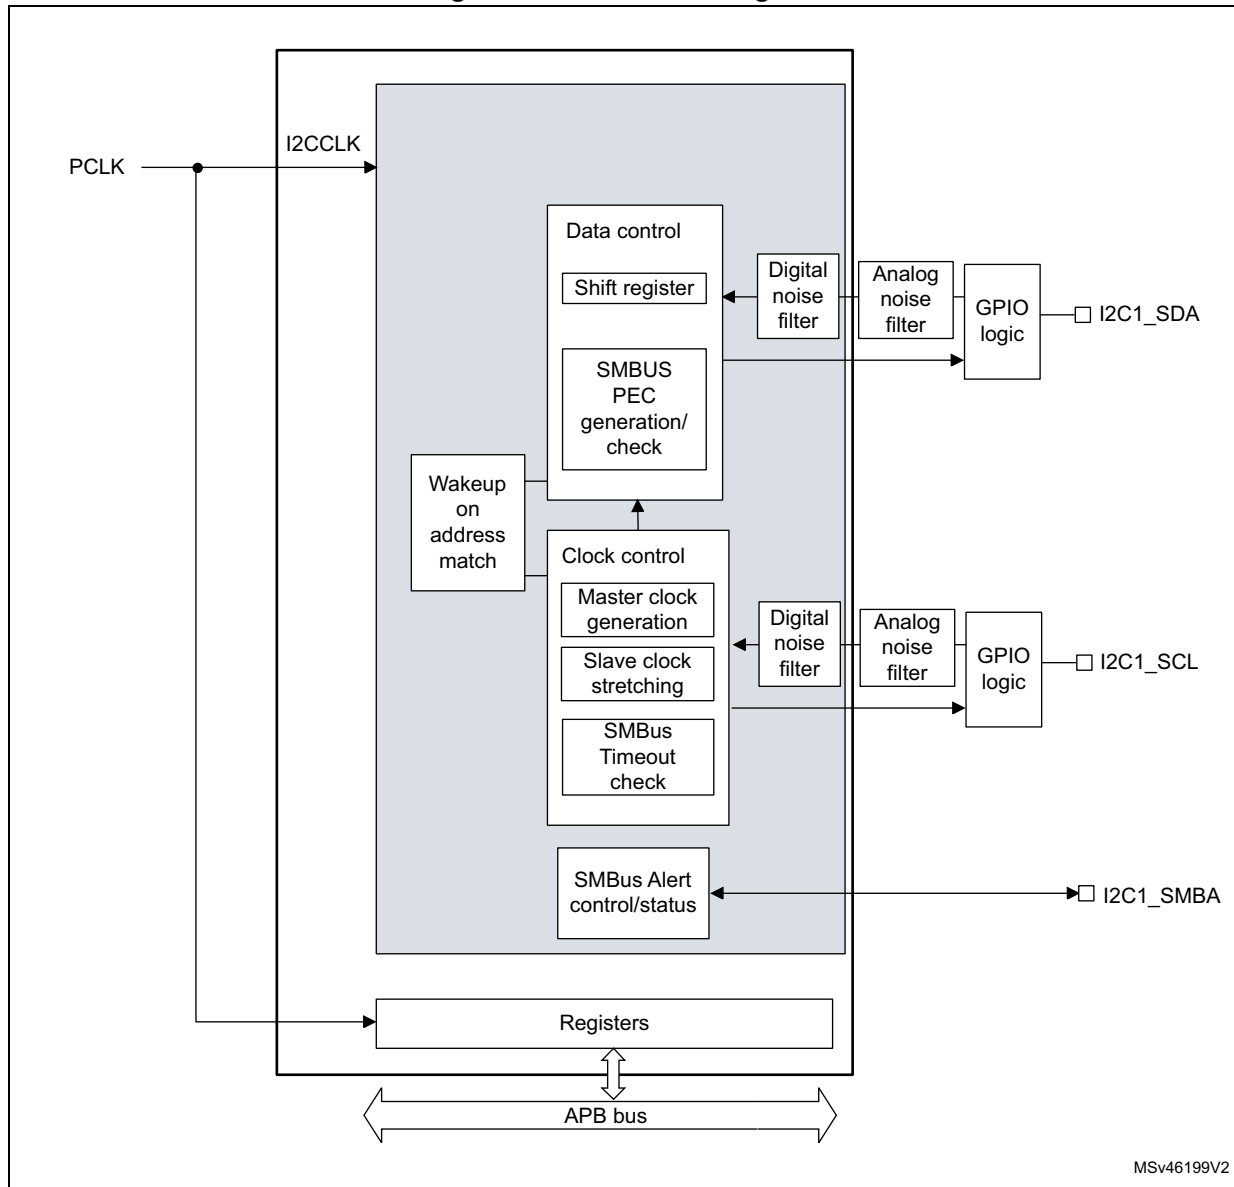 I2CCLK
PCLK
Data control
Shift register
SMBUS
PEC
generation/
check
Digital
noise
filter
Analog
noise
filter
GPIO
logic
I2C1_SDA
Wakeup
on
address
match
Clock control
Master clock
generation
Slave clock
stretching
SMBus
Timeout
check
Digital
noise
filter
Analog
noise
filter
GPIO
logic
I2C1_SCL
SMBus Alert
control/status
I2C1_SMBA
Registers
APB bus
MSv46199V2